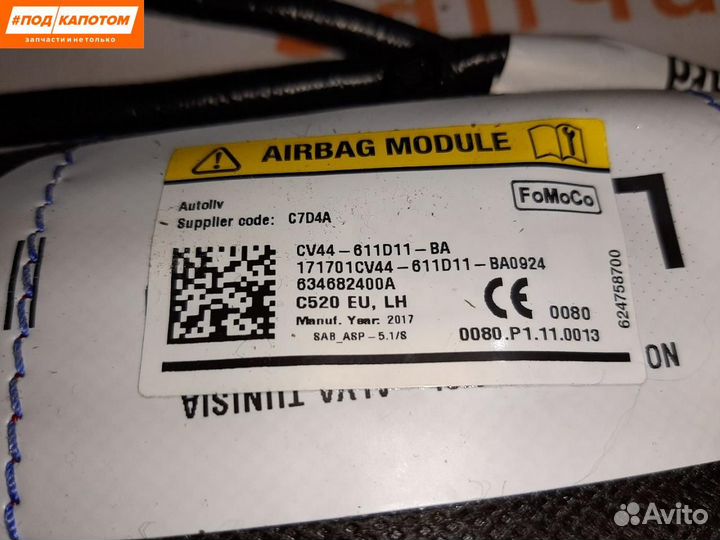 #ПОД КАПОТОМ
запчасти и не только
AIRBAG MODULE
Autoliv
Supplier code: C7D4A
FoMoCo
CV44-611D11-BA
171701CV44-611D11-BA0924
634682400A
C520 EU, LH
Manuf. Year: 2017
SAB_ASP-5.1/S
CE 0080
0080.P1.11.0013
624758700
ON
TUNISIA
Avito